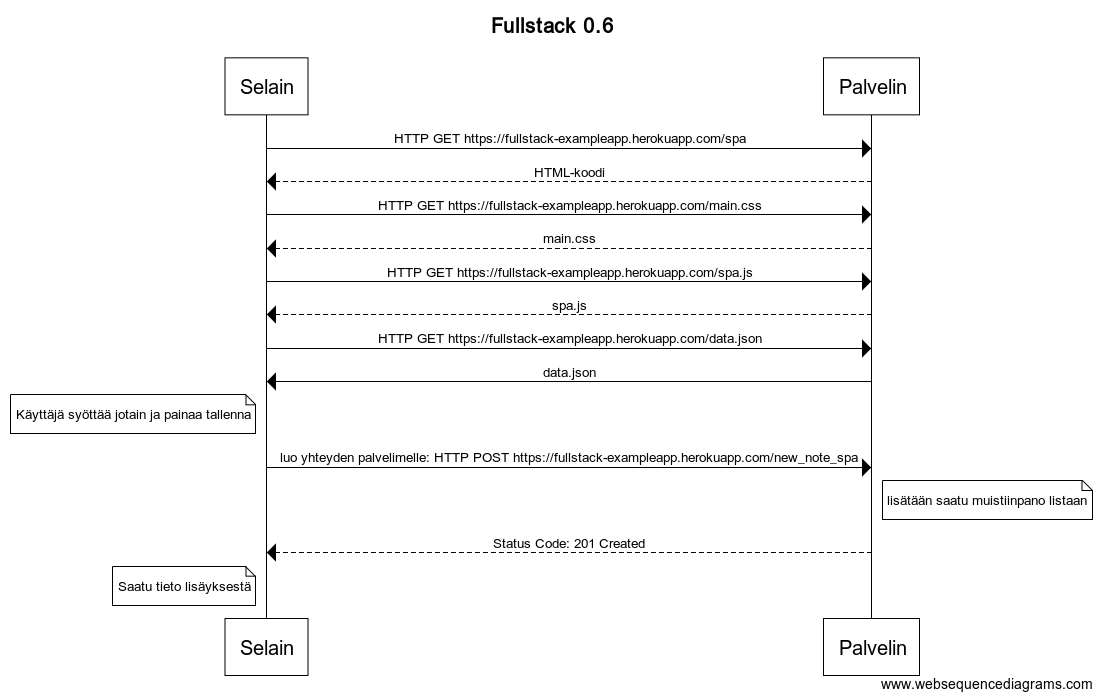 Fullstack 0.6
Selain
Palvelin
HTTP GET https://fullstack-exampleapp.herokuapp.com/spa
HTML-koodi
HTTP GET https://fullstack-exampleapp.herokuapp.com/main.css
main.css
HTTP GET https://fullstack-exampleapp.herokuapp.com/spa.js
spa.js
HTTP GET https://fullstack-exampleapp.herokuapp.com/data.json
data.json
Käyttäjä syöttää jotain ja painaa tallenna
luo yhteyden palvelimelle: HTTP POST https://fullstack-exampleapp.herokuapp.com/new_note_spa
lisätään saatu muistiinpano listaan
Status Code: 201 Created
Saatu tieto lisäyksestä
Selain
Palvelin
www.websequencediagrams.com